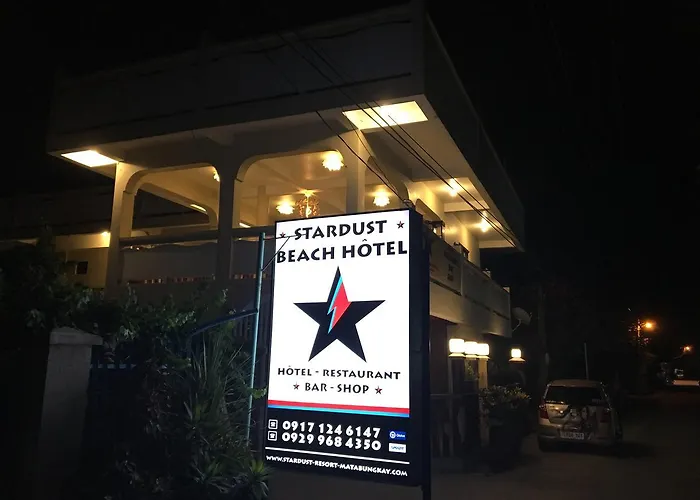 ★ STARDUST ★
BEACH HÔTEL
HÔTEL - RESTAURANT
★ BAR - SHOP ★
☎ 0917 124 6147
☎ 0929 968 4350
WWW.STARDUST-RESORT-MATABUNGKAY.COM